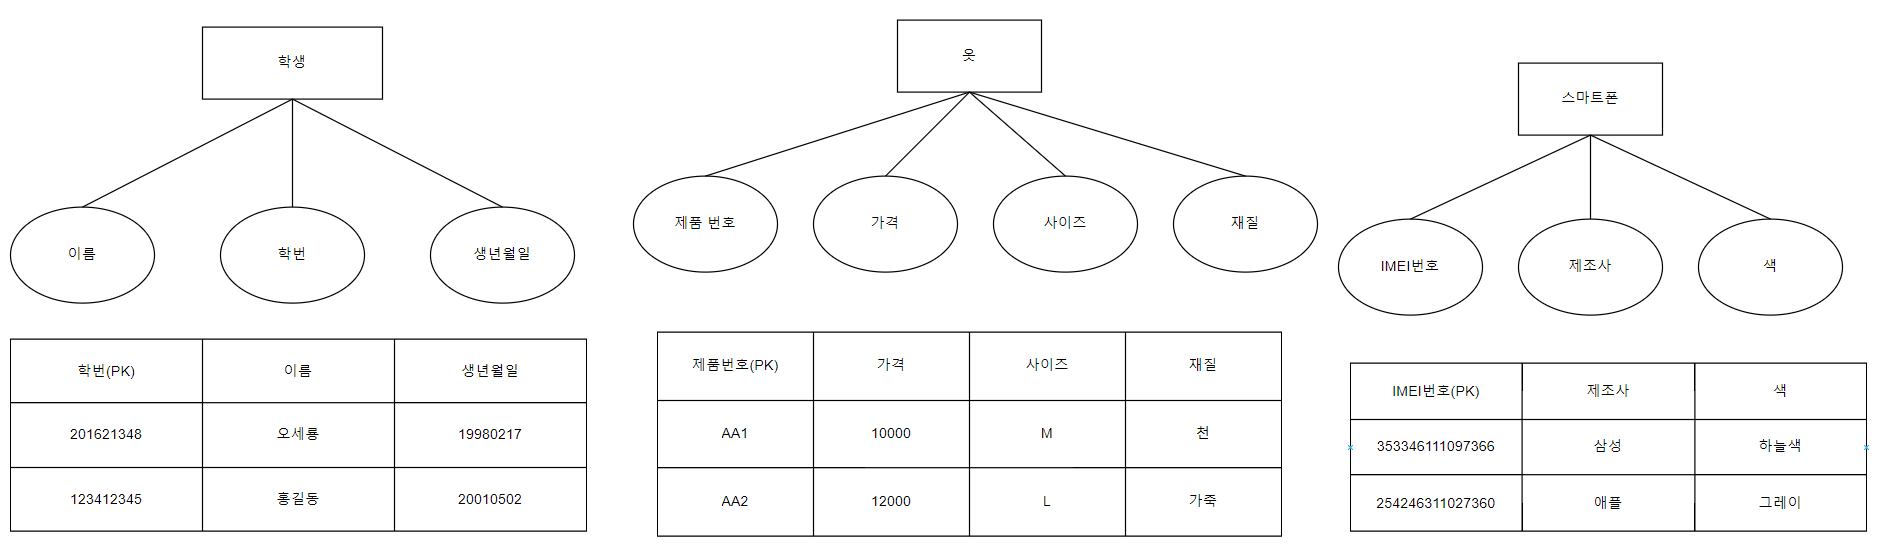 학생
이름
학번
생년월일
학번(PK)
이름
생년월일
201621348
오세룡
19980217
123412345
홍길동
20010502
옷
제품 번호
가격
사이즈
재질
제품번호(PK)
가격
사이즈
재질
AA1
10000
M
천
AA2
12000
L
가죽
스마트폰
IMEI번호
제조사
색
IMEI번호(PK)
제조사
색
353346111097366
삼성
하늘색
254246311027360
애플
그레이